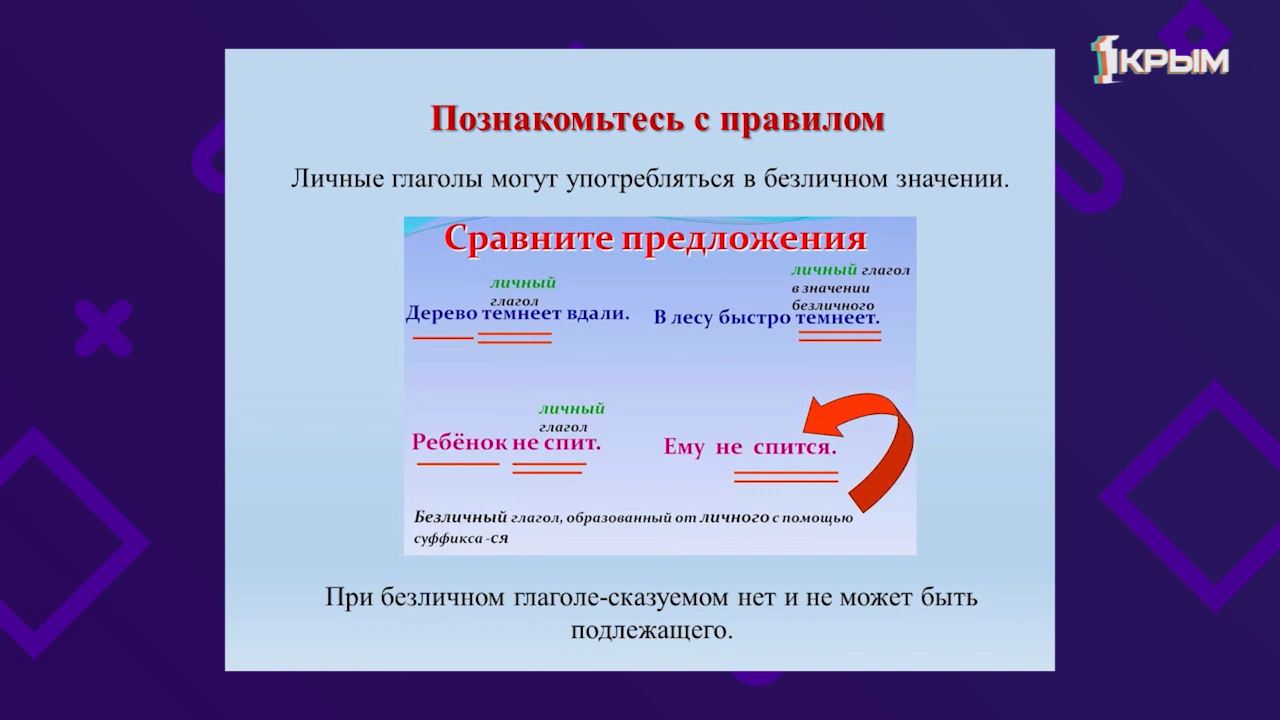 1КРЫМ
Познакомьтесь с правилом
Личные глаголы могут употребляться в безличном значении.
Сравните предложения
личный
глагол
Дерево темнеет вдали.
личный глагол
в значении
безличного
В лесу быстро темнеет.
личный
глагол
Ребёнок не спит.
Ему не спится.
Безличный глагол, образованный от личного с помощью
суффикса -ся
При безличном глаголе-сказуемом нет и не может быть
подлежащего.